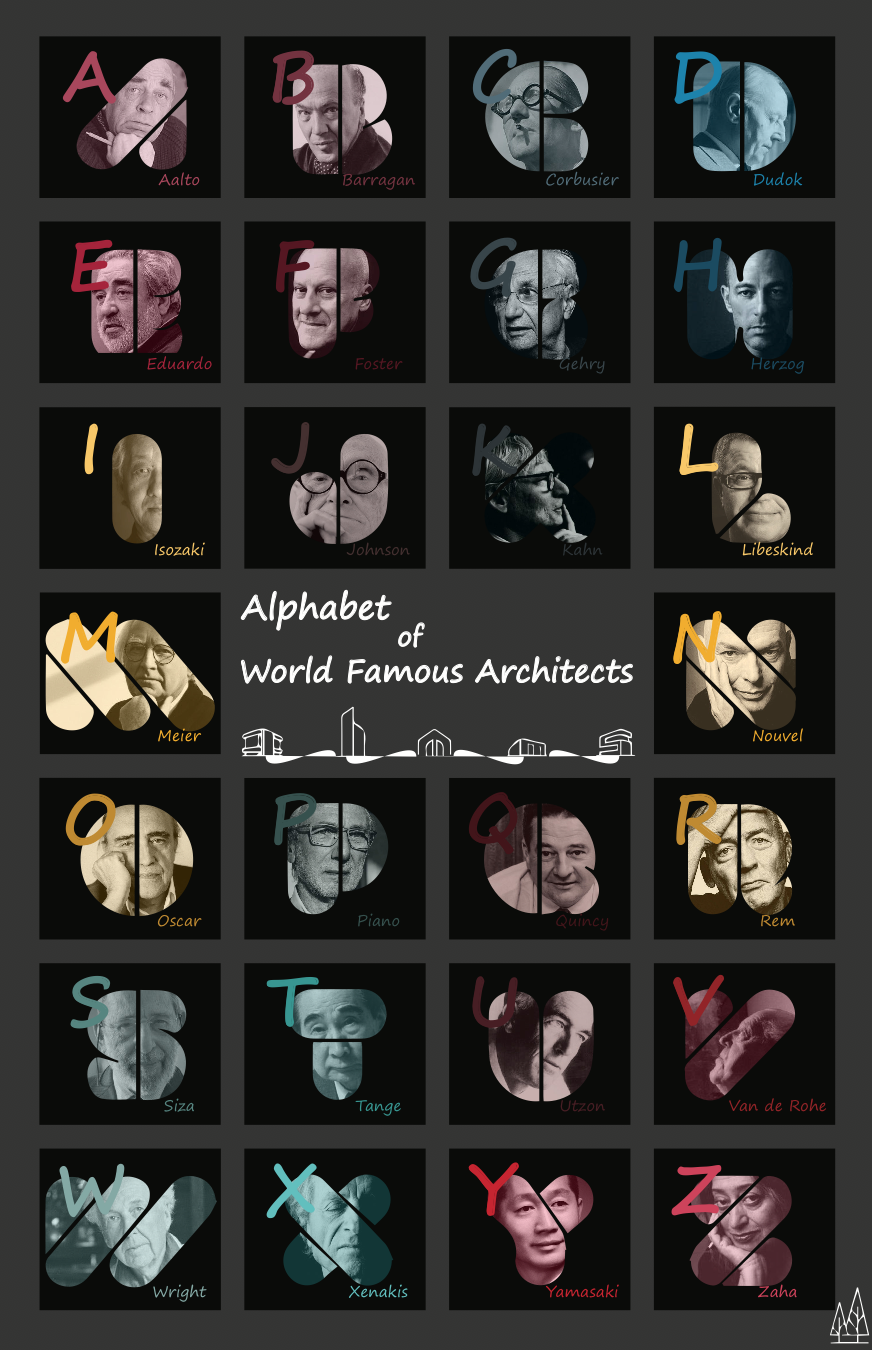 A
Aalto
B
Barragan
C
Corbusier
D
Dudok
E
Eduardo
F
Foster
G
Gehry
H
Herzog
I
Isozaki
J
Johnson
K
Kahn
L
Libeskind
M
Meier
Alphabet
of
World Famous Architects
N
Nouvel
O
Oscar
P
Piano
Q
Quincy
R
Rem
S
Siza
T
Tange
U
Utzon
V
Van de Rohe
W
Wright
X
Xenakis
Y
Yamasaki
Z
Zaha